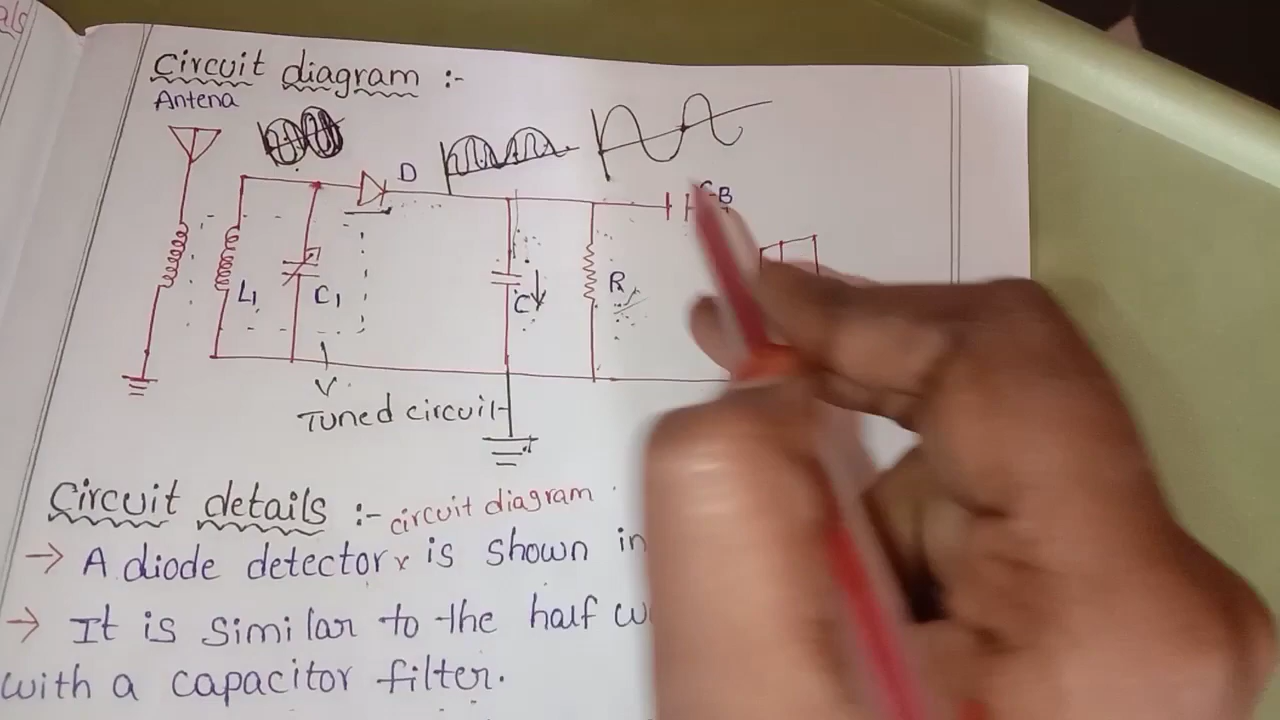 als
Circuit diagram :-
Antena
D
L1 C1 C R
Tuned circuit
Circuit details :- circuit diagram
→ A diode detector is shown in
→ It is similar to the half
with a capacitor filter.